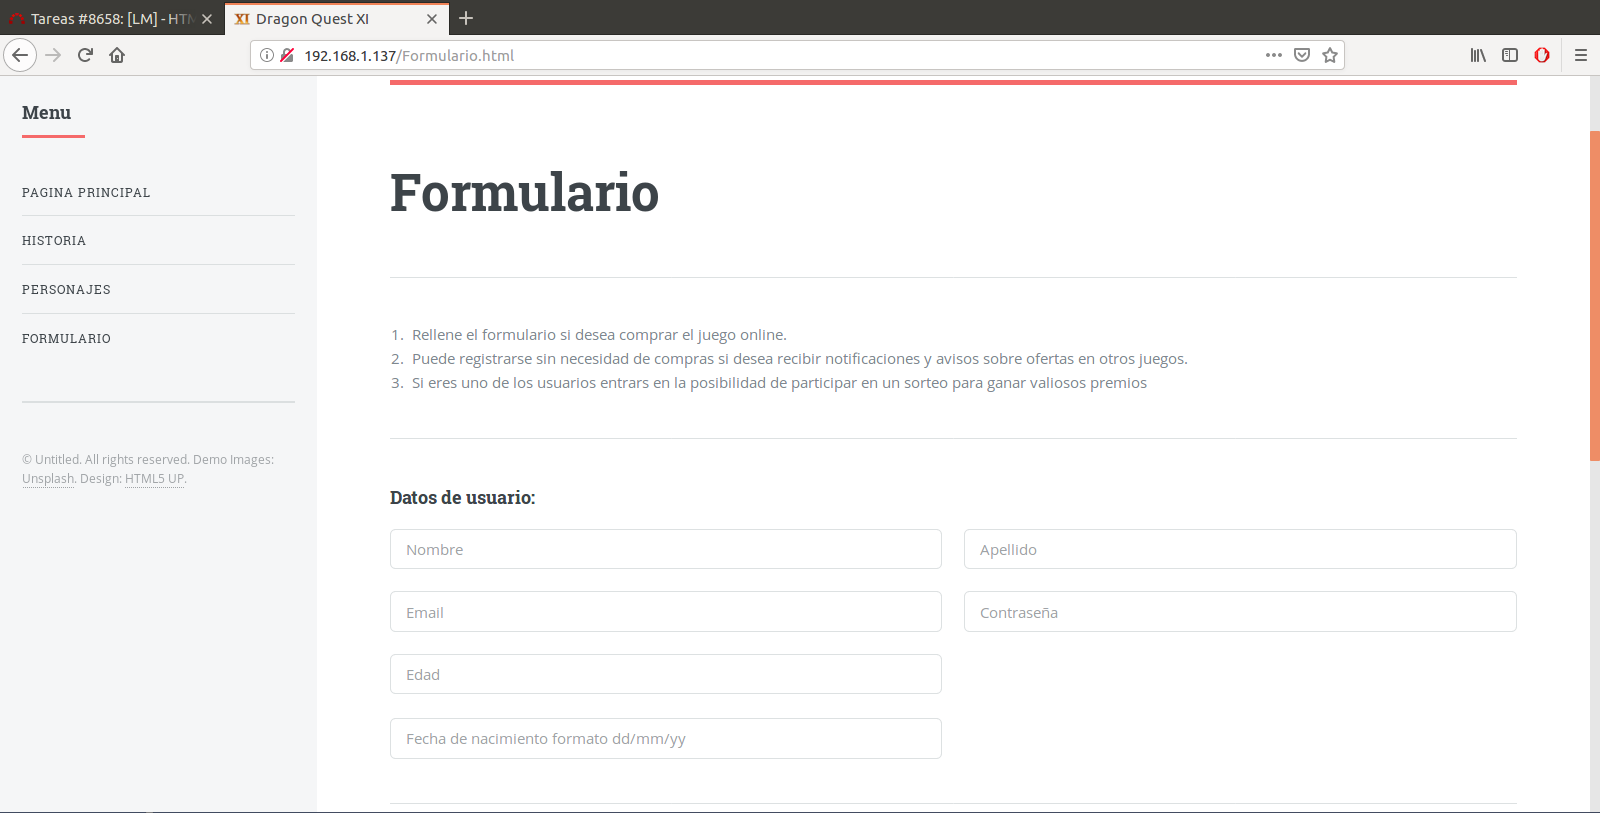 Tareas #8658: [LM] - HTM
Dragon Quest XI
192.168.1.137/Formulario.html
Menu
PAGINA PRINCIPAL
HISTORIA
PERSONAJES
FORMULARIO
© Untitled. All rights reserved. Demo Images:
Unsplash. Design: HTML5 UP.
Formulario
1. Rellene el formulario si desea comprar el juego online.
2. Puede registrarse sin necesidad de compras si desea recibir notificaciones y avisos sobre ofertas en otros juegos.
3. Si eres uno de los usuarios entrars en la posibilidad de participar en un sorteo para ganar valiosos premios
Datos de usuario:
Nombre
Apellido
Email
Contraseña
Edad
Fecha de nacimiento formato dd/mm/yy